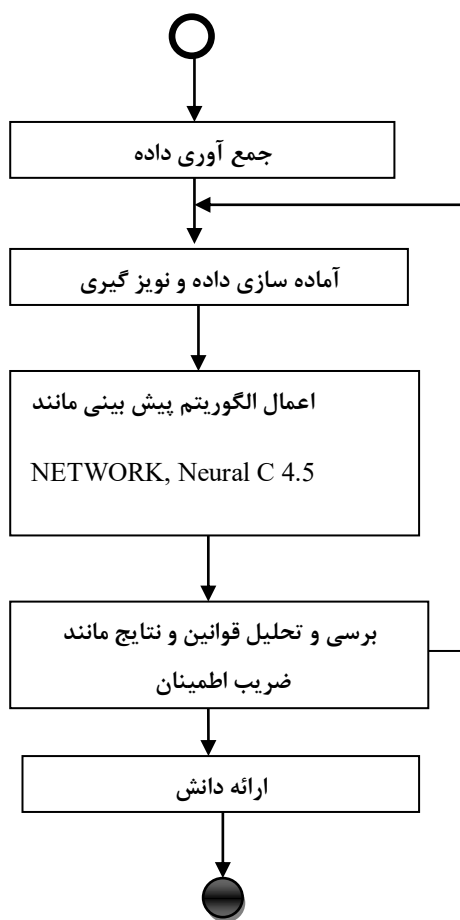 جمع آوری داده
آماده سازی داده و نویز گیری
اعمال الگوریتم پیش بینی مانند
NETWORK, Neural C 4.5
برسی و تحلیل قوانین و نتایج مانند
ضریب اطمینان
ارائه دانش